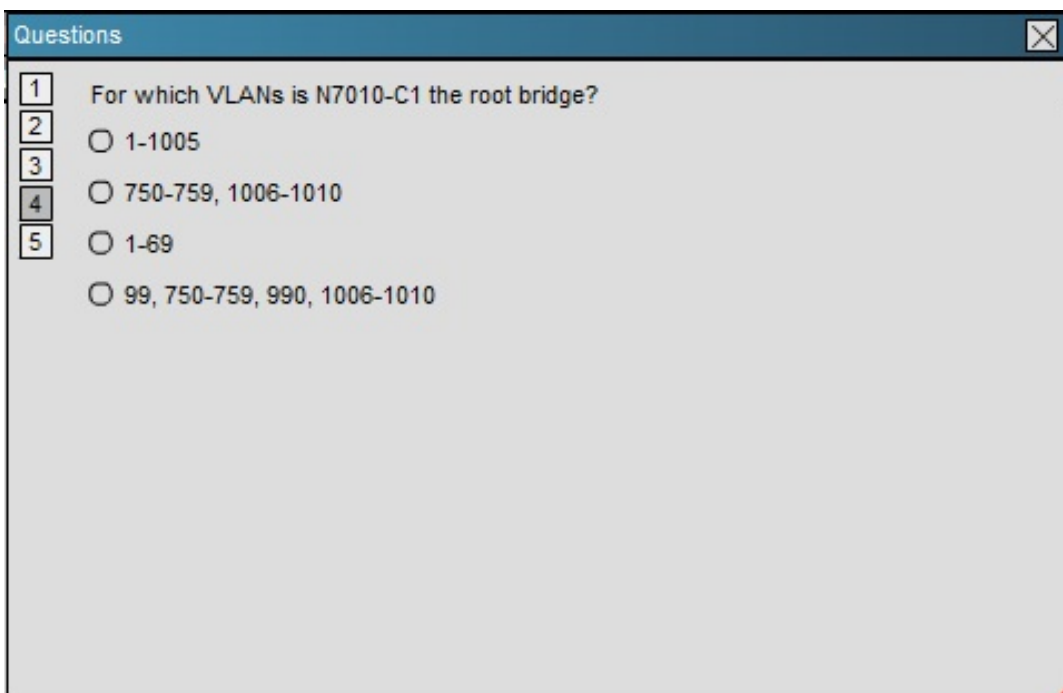 Questions
1
2
3
4
5
For which VLANs is N7010-C1 the root bridge?
1-1005
750-759, 1006-1010
1-69
99, 750-759, 990, 1006-1010